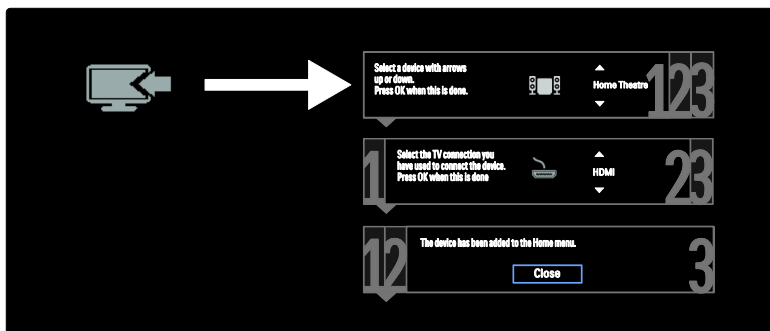 Select a device with arrows
up or down.
Press OK when this is done.
Home Theatre
123
1
Select the TV connection you
have used to connect the device.
Press OK when this is done
HDMI
23
12
The device has been added to the Home menu.
Close
3